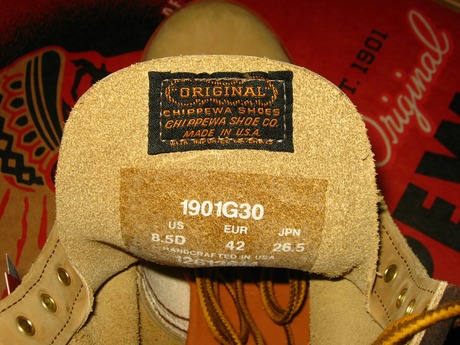 ORIGINAL
CHIPPEWA SHOES
CHIPPEWA SHOE CO.
MADE IN U.S.A.
1901G30
US EUR JPN
8.5D 42 26.5
HANDCRAFTED IN USA
EST. 1901
Original